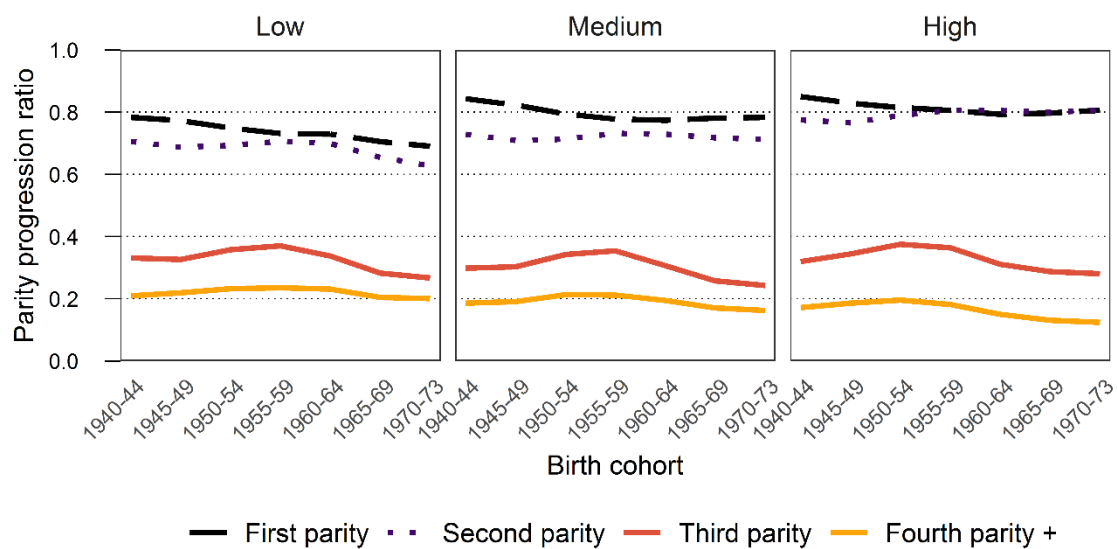 Low Medium High
Parity progression ratio
1.0
0.8
0.6
0.4
0.2
0.0
1940-44 1945-49 1950-54 1955-59 1960-64 1965-69 1970-73 1940-44 1945-49 1950-54 1955-59 1960-64 1965-69 1970-73 1940-44 1945-49 1950-54 1955-59 1960-64 1965-69 1970-73
Birth cohort
First parity Second parity Third parity Fourth parity +